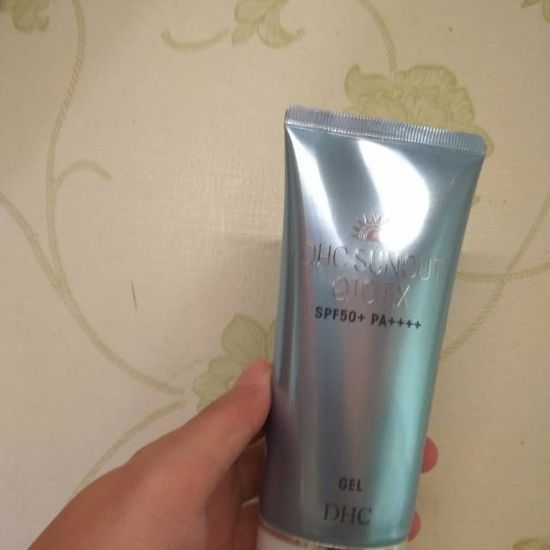 DHC SUNCUT
Q10 EX
SPF50+ PA++++
GEL
DHC